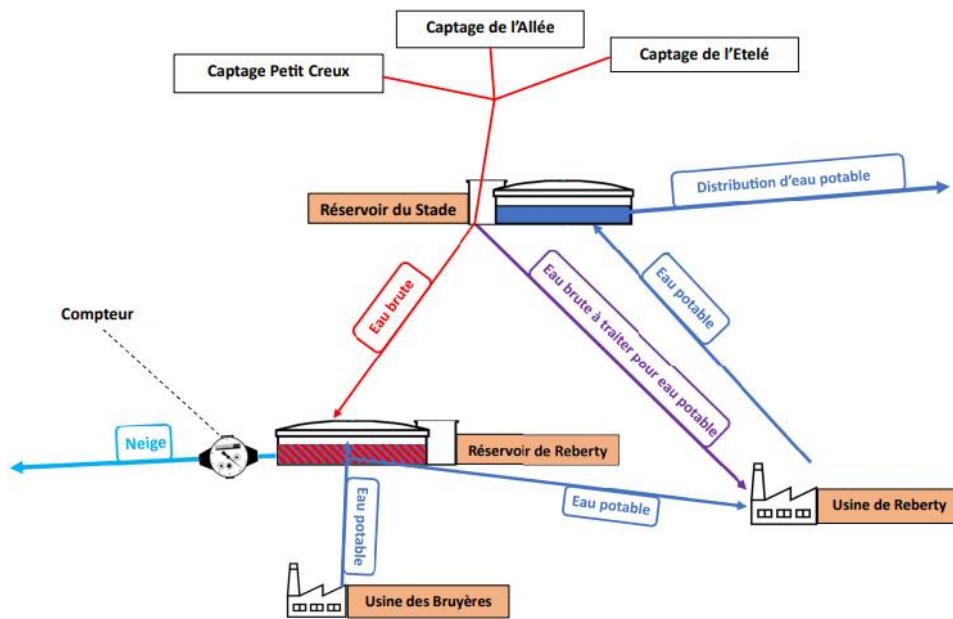 Captage de l’Allée
Captage Petit Creux
Captage de l’Etelé
Distribution d’eau potable
Réservoir du Stade
Eau brute
Eau brute à traiter pour eau potable
Eau potable
Compteur
Neige
Réservoir de Reberty
Eau potable
Eau potable
Usine de Reberty
Usine des Bruyères